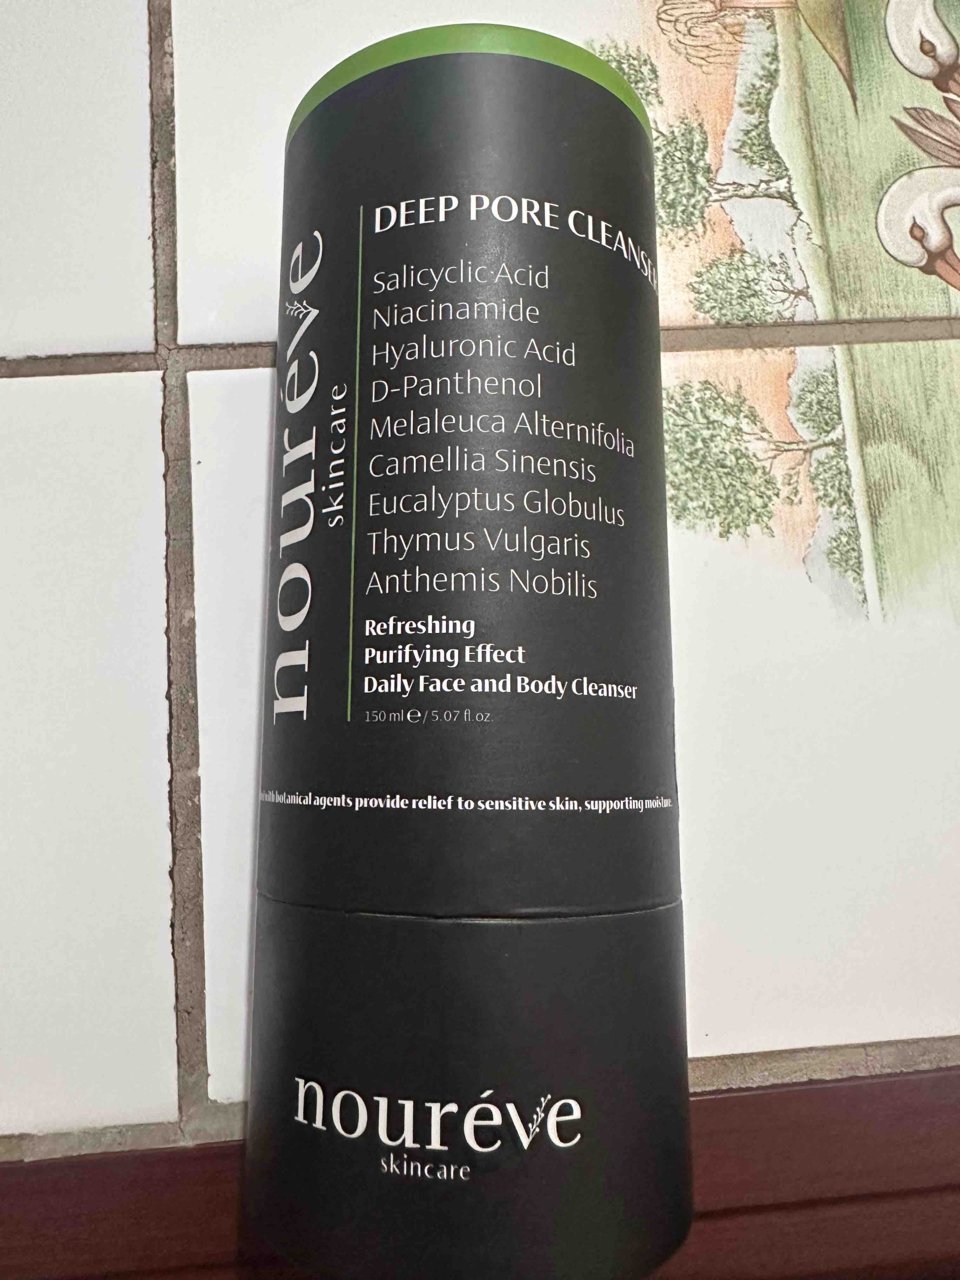 nouréve
skincare
DEEP PORE CLEANSER
Salicyclic Acid
Niacinamide
Hyaluronic Acid
D-Panthenol
Melaleuca Alternifolia
Camellia Sinensis
Eucalyptus Globulus
Thymus Vulgaris
Anthemis Nobilis
Refreshing
Purifying Effect
Daily Face and Body Cleanser
150 ml ℮ / 5.07 fl. oz.
with botanical agents provide relief to sensitive skin, supporting moisture
nouréve
skincare